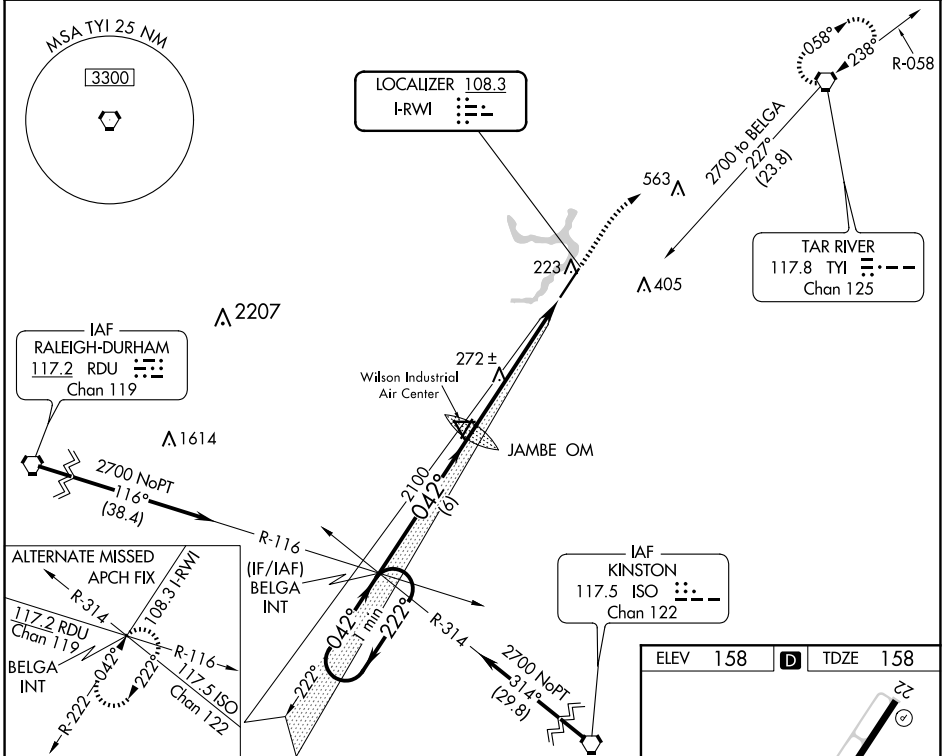 MSA TYI 25 NM
3300
LOCALIZER 108.3
I-RWI
058°
238°
R-058
2700 to BELGA
227°
(23.8)
563
TAR RIVER
117.8 TYI
Chan 125
223
405
2207
IAF
RALEIGH-DURHAM
117.2 RDU
Chan 119
272 ±
Wilson Industrial
Air Center
JAMBE OM
1614
2700 NoPT
116°
(38.4)
2100
042°
(6)
R-116
(IF/IAF)
BELGA
INT
042°
1 min
222°
222°
R-314
2700 NoPT
314°
(29.8)
IAF
KINSTON
117.5 ISO
Chan 122
ALTERNATE MISSED
APCH FIX
R-314
108.3 I-RWI
117.2 RDU
Chan 119
R-116
BELGA
INT
042°
222°
117.5 ISO
Chan 122
R-222
ELEV 158 D TDZE 158
22
P